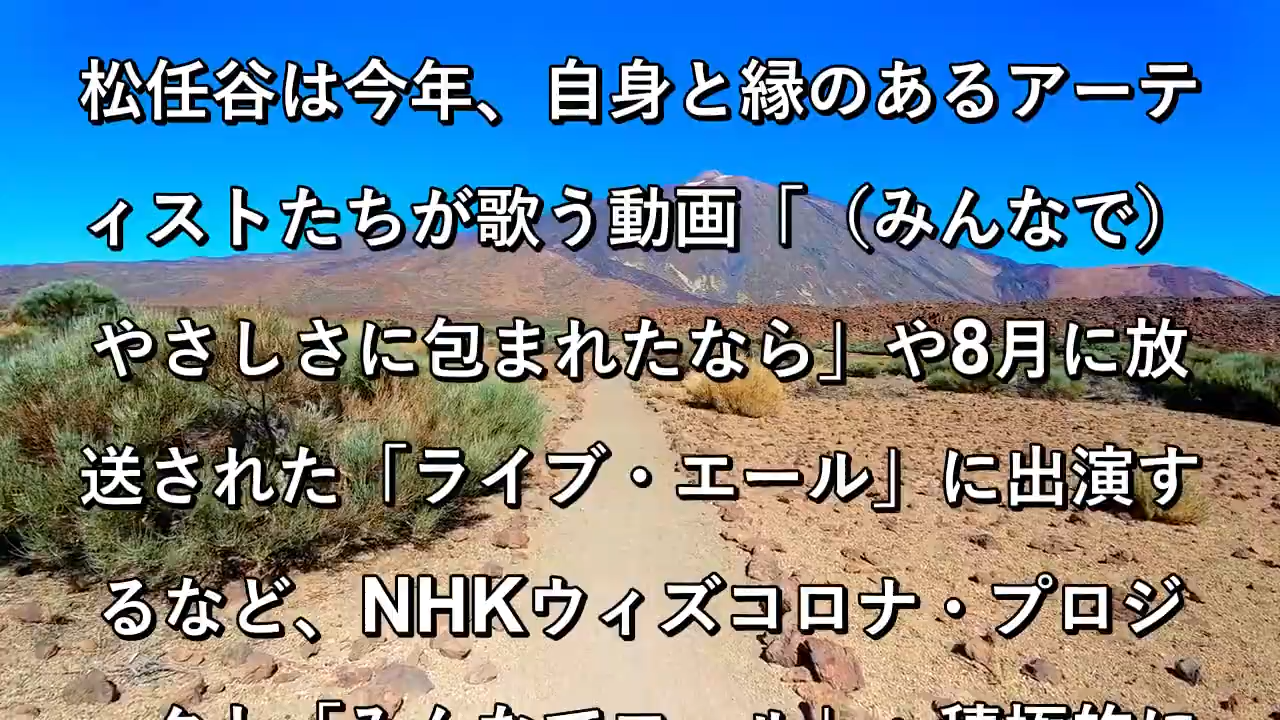 松任谷は今年、自身と縁のあるアーテ
ィストたちが歌う動画「（みんなで）
やさしさに包まれたなら」や8月に放
送された「ライブ・エール」に出演す
るなど、NHKウィズコロナ・プロジ